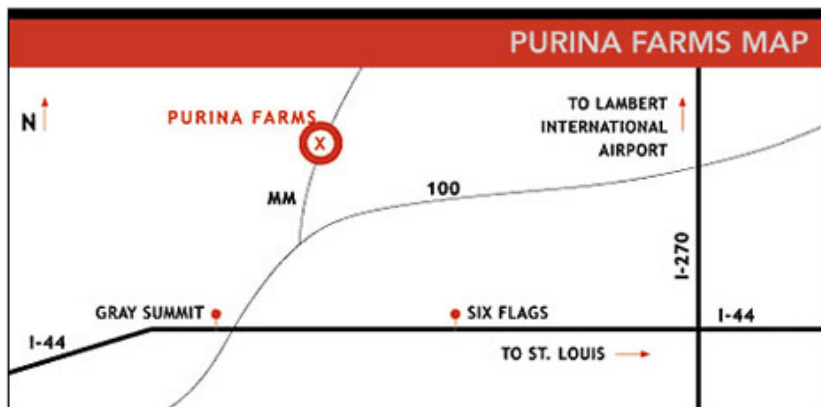 PURINA FARMS MAP
N
PURINA FARMS
X
TO LAMBERT
INTERNATIONAL
AIRPORT
MM
100
I-270
GRAY SUMMIT
SIX FLAGS
I-44
I-44
TO ST. LOUIS